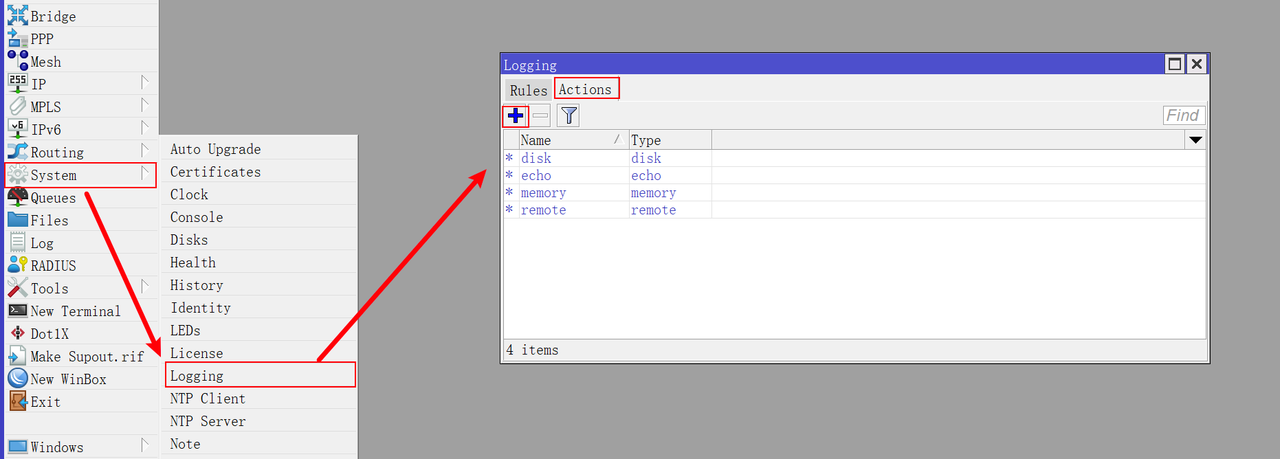 Bridge
PPP
Mesh
255
IP
MPLS
v6
IPv6
Routing
System
Queues
Files
Log
RADIUS
Tools
New Terminal
Dot1X
Make Supout.rif
New WinBox
Exit
Windows
Auto Upgrade
Certificates
Clock
Console
Disks
Health
History
Identity
LEDs
License
Logging
NTP Client
NTP Server
Note
Logging
Rules Actions
Find
Name / Type
* disk disk
* echo echo
* memory memory
* remote remote
4 items